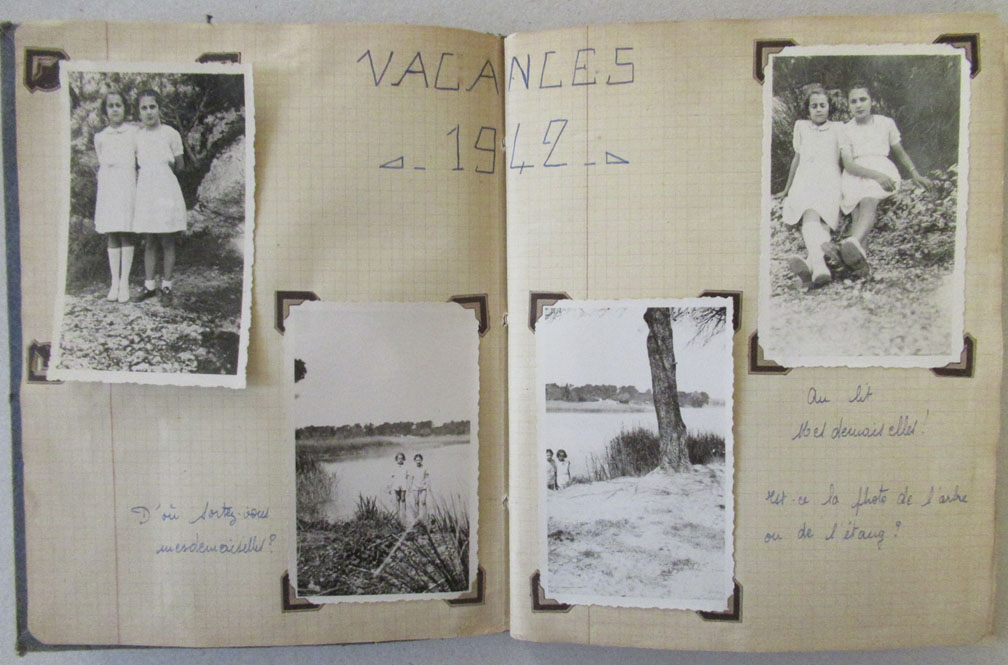 VACANCES
1942
D'où sortez-vous
mesdemoiselles?
Au lit
Mesdemoiselles!
Est-ce la photo de l'arbre
ou de l'étang?